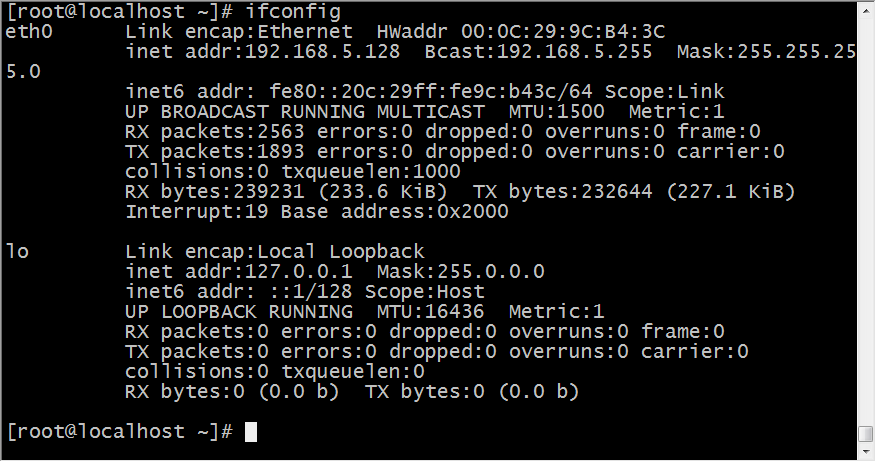 [root@localhost ~]# ifconfig
eth0      Link encap:Ethernet  HWaddr 00:0C:29:9C:B4:3C
          inet addr:192.168.5.128  Bcast:192.168.5.255  Mask:255.255.25
5.0
          inet6 addr: fe80::20c:29ff:fe9c:b43c/64 Scope:Link
          UP BROADCAST RUNNING MULTICAST  MTU:1500  Metric:1
          RX packets:2563 errors:0 dropped:0 overruns:0 frame:0
          TX packets:1893 errors:0 dropped:0 overruns:0 carrier:0
          collisions:0 txqueuelen:1000
          RX bytes:239231 (233.6 KiB)  TX bytes:232644 (227.1 KiB)
          Interrupt:19 Base address:0x2000

lo        Link encap:Local Loopback
          inet addr:127.0.0.1  Mask:255.0.0.0
          inet6 addr: ::1/128 Scope:Host
          UP LOOPBACK RUNNING  MTU:16436  Metric:1
          RX packets:0 errors:0 dropped:0 overruns:0 frame:0
          TX packets:0 errors:0 dropped:0 overruns:0 carrier:0
          collisions:0 txqueuelen:0
          RX bytes:0 (0.0 b)  TX bytes:0 (0.0 b)

[root@localhost ~]#